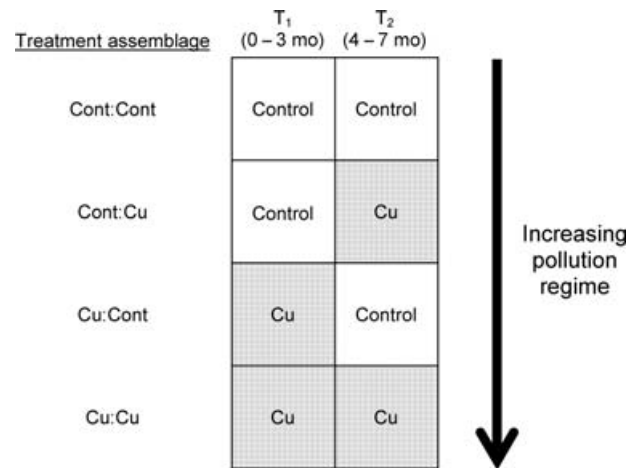 T₁ T₂
Treatment assemblage (0 – 3 mo) (4 – 7 mo)
Cont:Cont Control Control
Cont:Cu Control Cu
Increasing
pollution
regime
Cu:Cont Cu Control
Cu:Cu Cu Cu